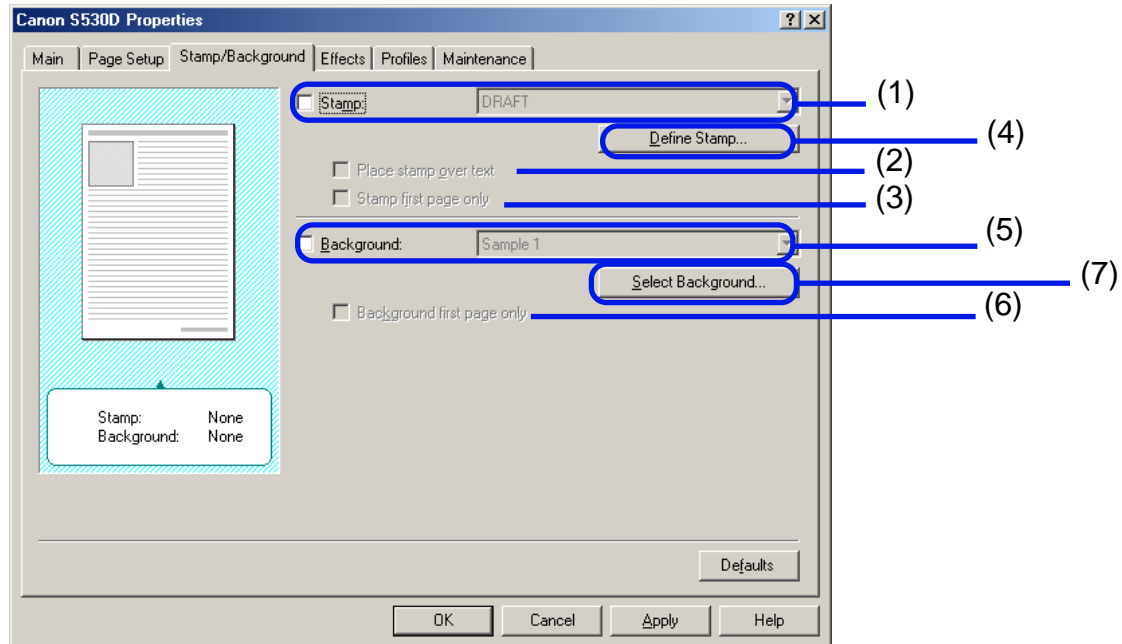 Canon S530D Properties
Main Page Setup Stamp/Background Effects Profiles Maintenance
Stamp: DRAFT (1)
Define Stamp... (4)
Place stamp over text (2)
Stamp first page only (3)
Background: Sample 1 (5)
Select Background... (7)
Background first page only (6)
Stamp: None
Background: None
Defaults
OK Cancel Apply Help